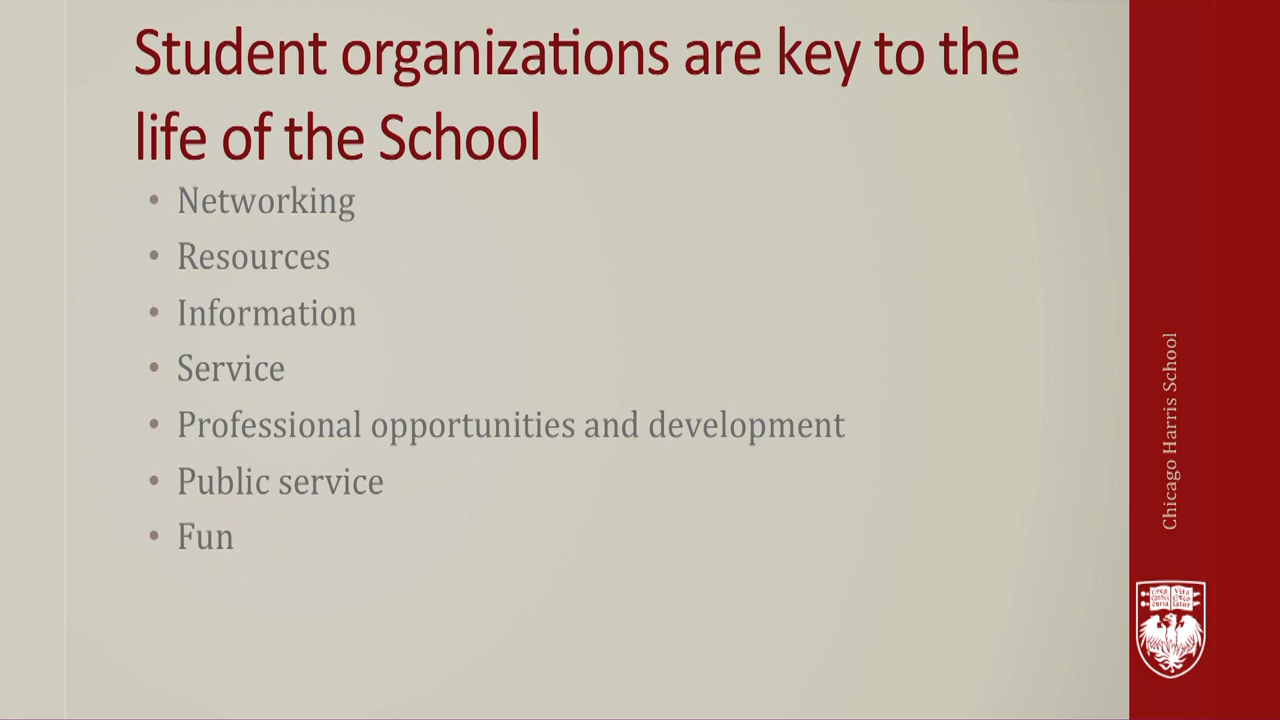 Student organizations are key to the
life of the School
• Networking
• Resources
• Information
• Service
• Professional opportunities and development
• Public service
• Fun
Chicago Harris School